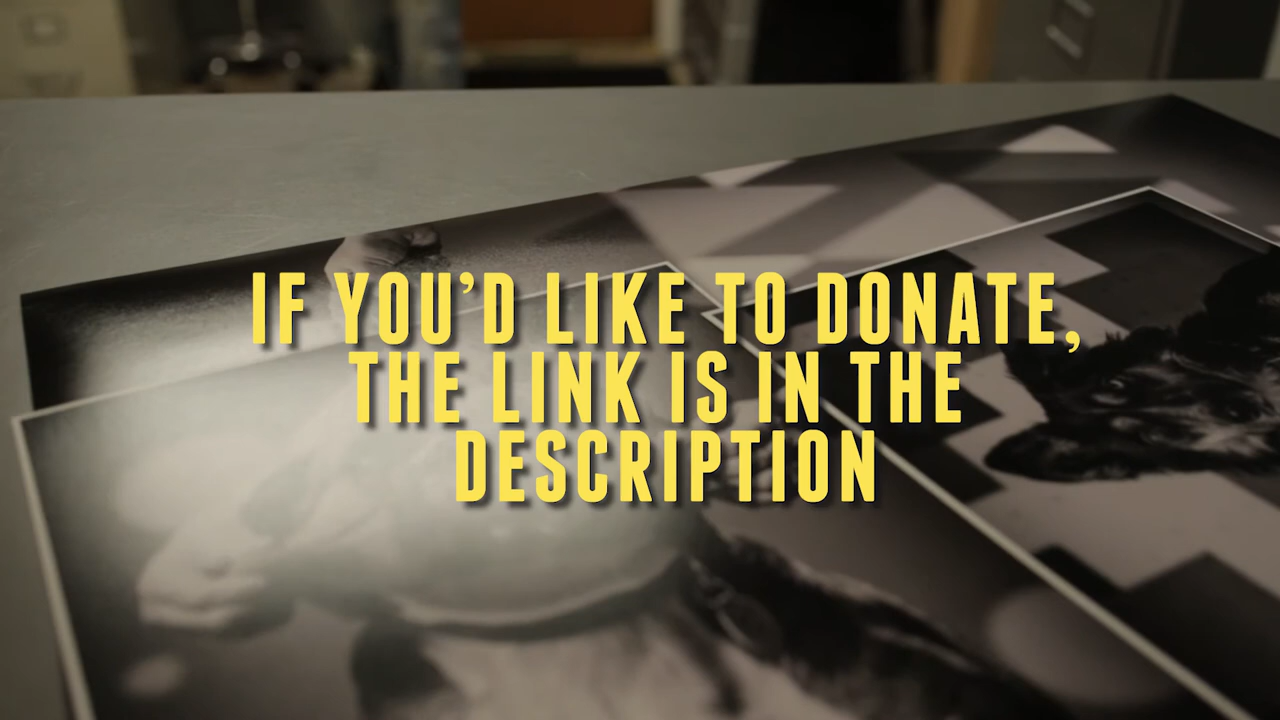 IF YOU'D LIKE TO DONATE,
THE LINK IS IN THE
DESCRIPTION